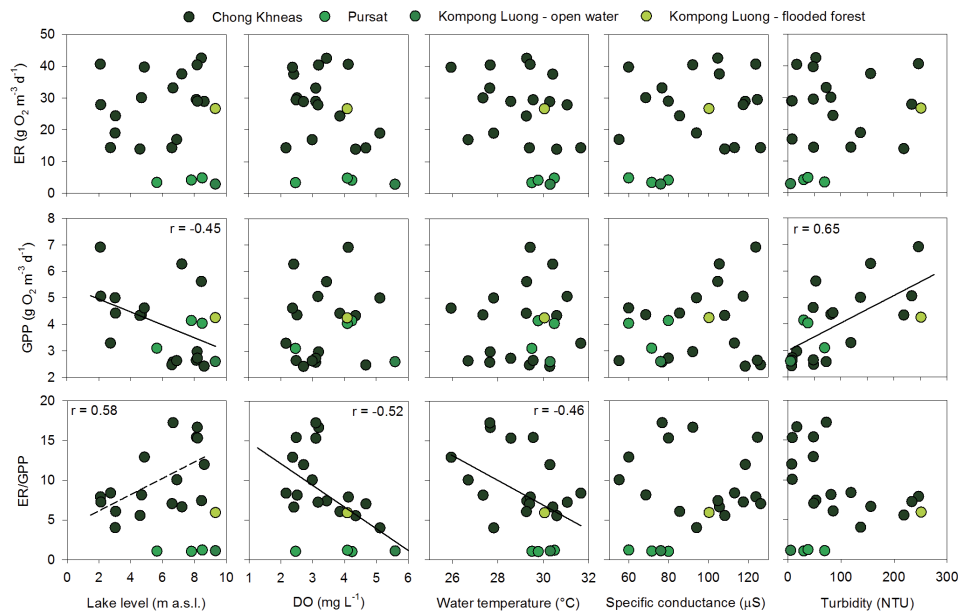 Chong Khneas Pursat Kompong Luong - open water Kompong Luong - flooded forest
ER (g O₂ m⁻³ d⁻¹)
50
40
30
20
10
0
GPP (g O₂ m⁻³ d⁻¹)
8
7
6
5
4
3
2
r = -0.45
r = 0.65
ER/GPP
20
15
10
5
0
r = 0.58
r = -0.52
r = -0.46
0 2 4 6 8 10
0 1 2 3 4 5 6
26 28 30 32
60 80 100 120
0 100 200 300
Lake level (m a.s.l.) DO (mg L⁻¹) Water temperature (°C) Specific conductance (µS) Turbidity (NTU)